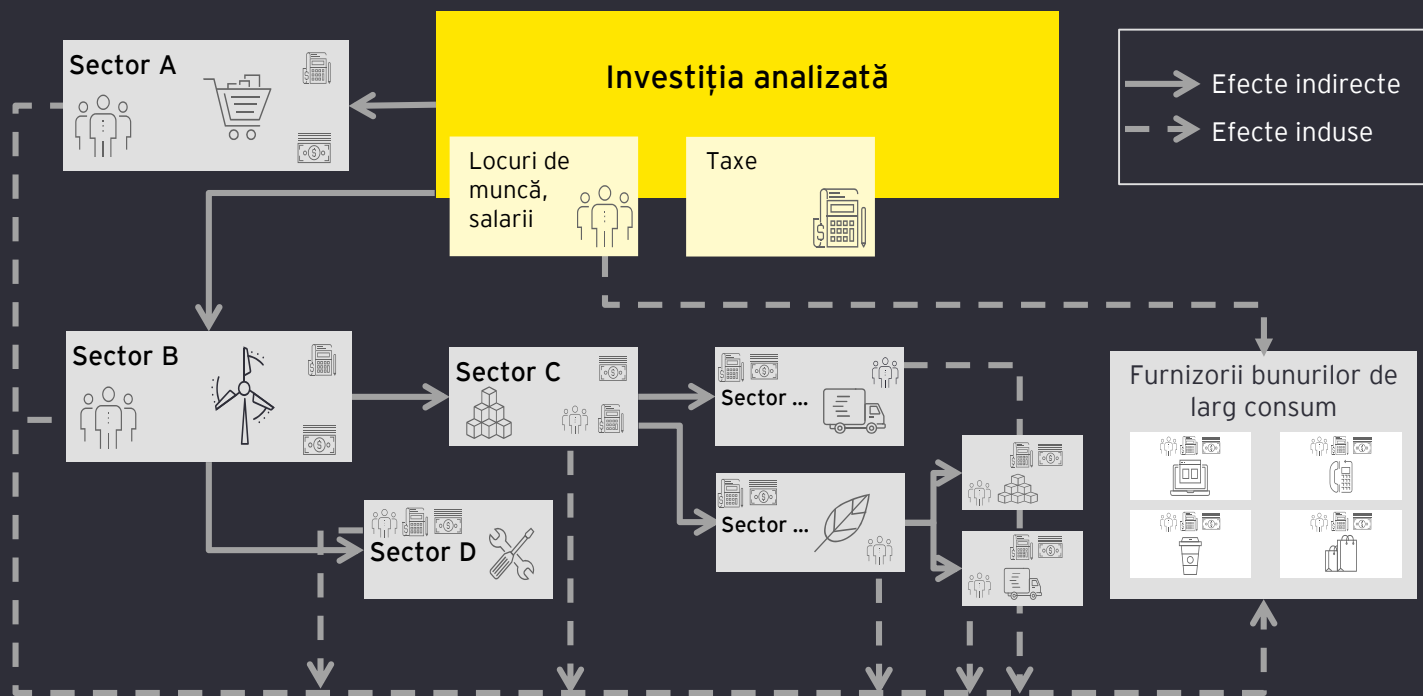 Sector A
Investiția analizată
Efecte indirecte
Efecte induse
Locuri de
muncă,
salarii
Taxe
Sector B
Sector C
Sector ...
Furnizorii bunurilor de
larg consum
Sector ...
Sector D